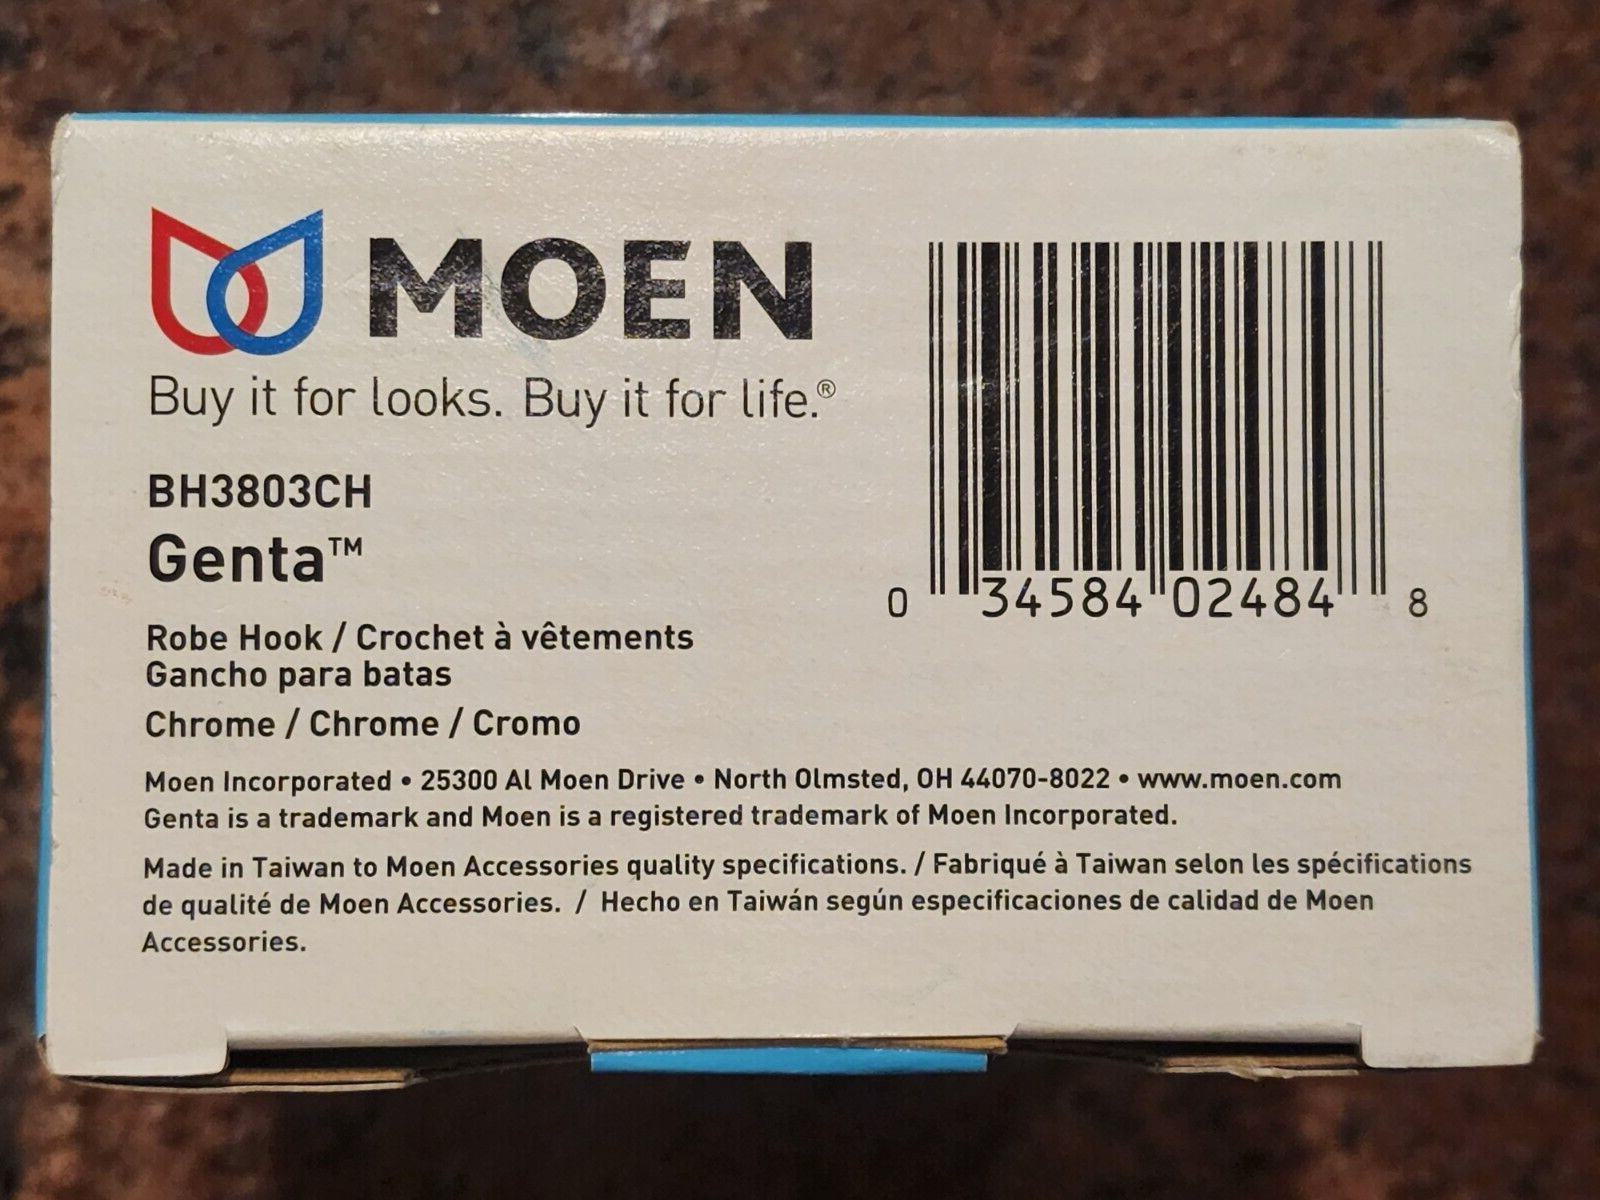 MOEN
Buy it for looks. Buy it for life.®
BH3803CH
Genta™
Robe Hook / Crochet à vêtements
Gancho para batas
Chrome / Chrome / Cromo
0 34584 02484 8
Moen Incorporated • 25300 Al Moen Drive • North Olmsted, OH 44070-8022 • www.moen.com
Genta is a trademark and Moen is a registered trademark of Moen Incorporated.
Made in Taiwan to Moen Accessories quality specifications. / Fabriqué à Taiwan selon les spécifications
de qualité de Moen Accessories. / Hecho en Taiwán según especificaciones de calidad de Moen
Accessories.